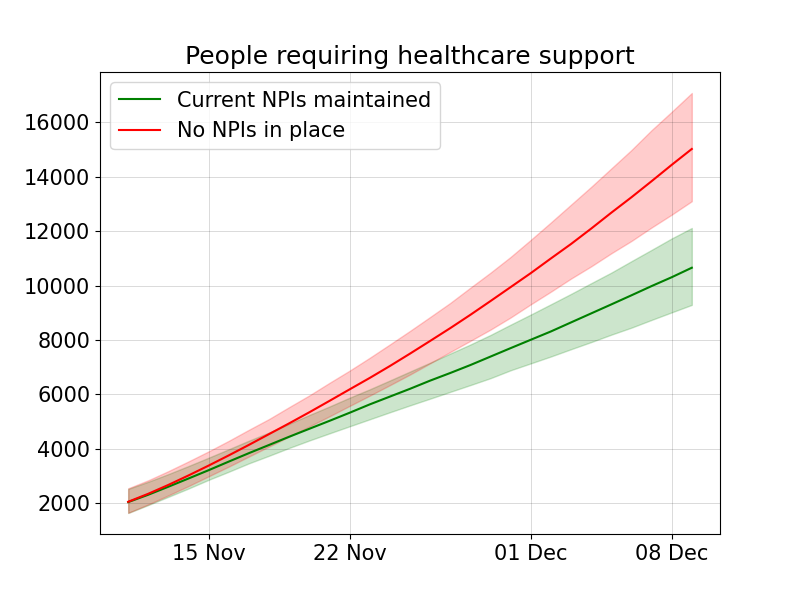 People requiring healthcare support
Current NPIs maintained
No NPIs in place
16000
14000
12000
10000
8000
6000
4000
2000
15 Nov
22 Nov
01 Dec
08 Dec